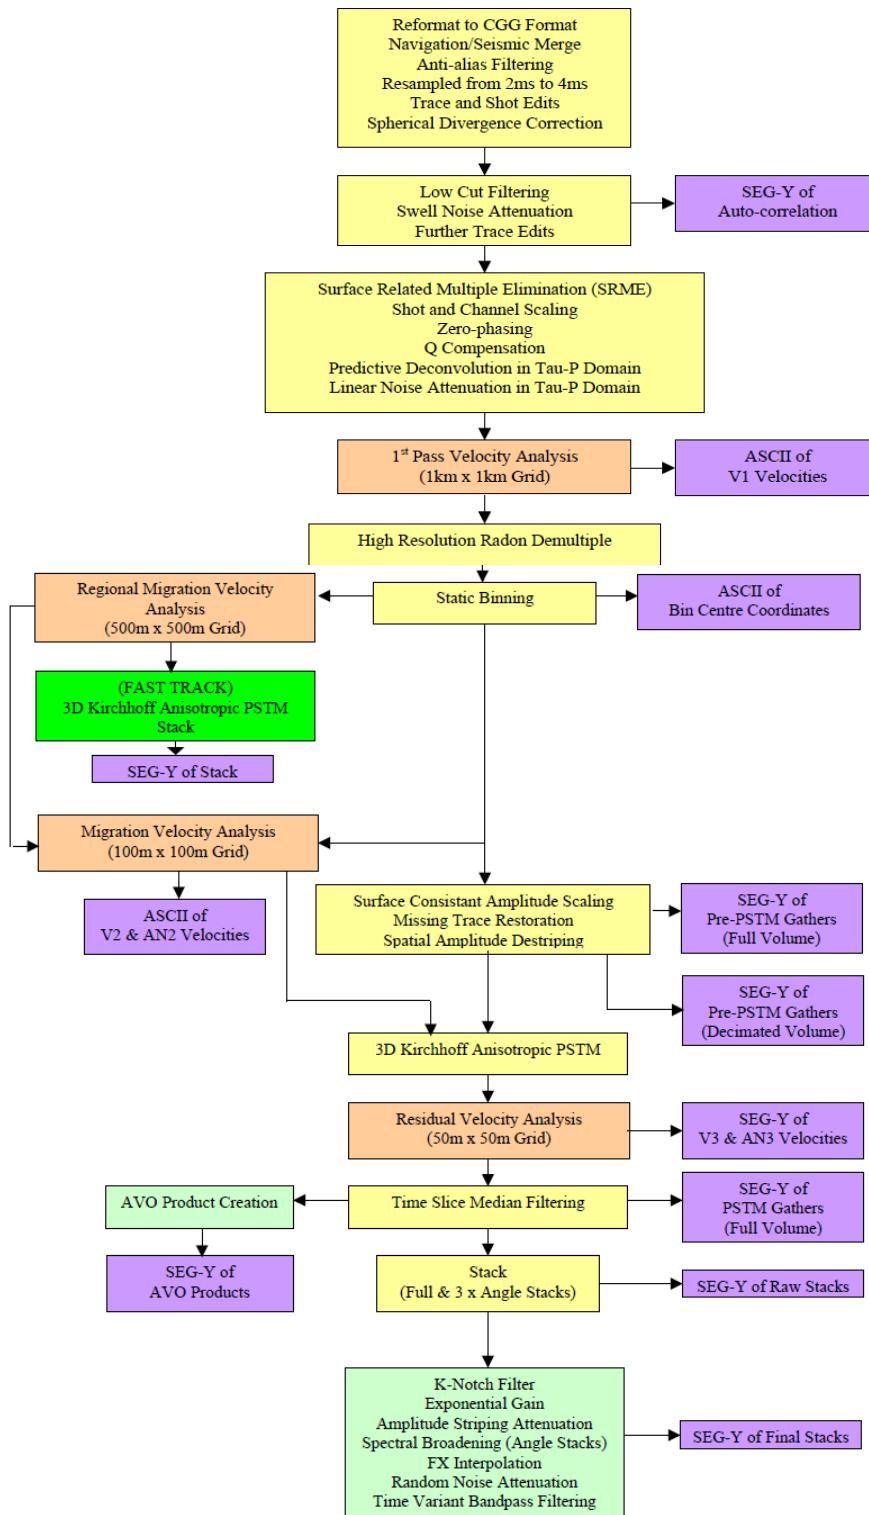 Reformat to CGG Format
Navigation/Seismic Merge
Anti-alias Filtering
Resampled from 2ms to 4ms
Trace and Shot Edits
Spherical Divergence Correction
Low Cut Filtering
Swell Noise Attenuation
Further Trace Edits
SEG-Y of
Auto-correlation
Surface Related Multiple Elimination (SRME)
Shot and Channel Scaling
Zero-phasing
Q Compensation
Predictive Deconvolution in Tau-P Domain
Linear Noise Attenuation in Tau-P Domain
1st Pass Velocity Analysis
(1km x 1km Grid)
ASCII of
V1 Velocities
High Resolution Radon Demultiple
Regional Migration Velocity
Analysis
(500m x 500m Grid)
Static Binning
ASCII of
Bin Centre Coordinates
(FAST TRACK)
3D Kirchhoff Anisotropic PSTM
Stack
SEG-Y of Stack
Migration Velocity Analysis
(100m x 100m Grid)
ASCII of
V2 & AN2 Velocities
Surface Consistant Amplitude Scaling
Missing Trace Restoration
Spatial Amplitude Destriping
SEG-Y of
Pre-PSTM Gathers
(Full Volume)
SEG-Y of
Pre-PSTM Gathers
(Decimated Volume)
3D Kirchhoff Anisotropic PSTM
Residual Velocity Analysis
(50m x 50m Grid)
SEG-Y of
V3 & AN3 Velocities
AVO Product Creation
Time Slice Median Filtering
SEG-Y of
PSTM Gathers
(Full Volume)
SEG-Y of
AVO Products
Stack
(Full & 3 x Angle Stacks)
SEG-Y of Raw Stacks
K-Notch Filter
Exponential Gain
Amplitude Striping Attenuation
Spectral Broadening (Angle Stacks)
FX Interpolation
Random Noise Attenuation
Time Variant Bandpass Filtering
SEG-Y of Final Stacks